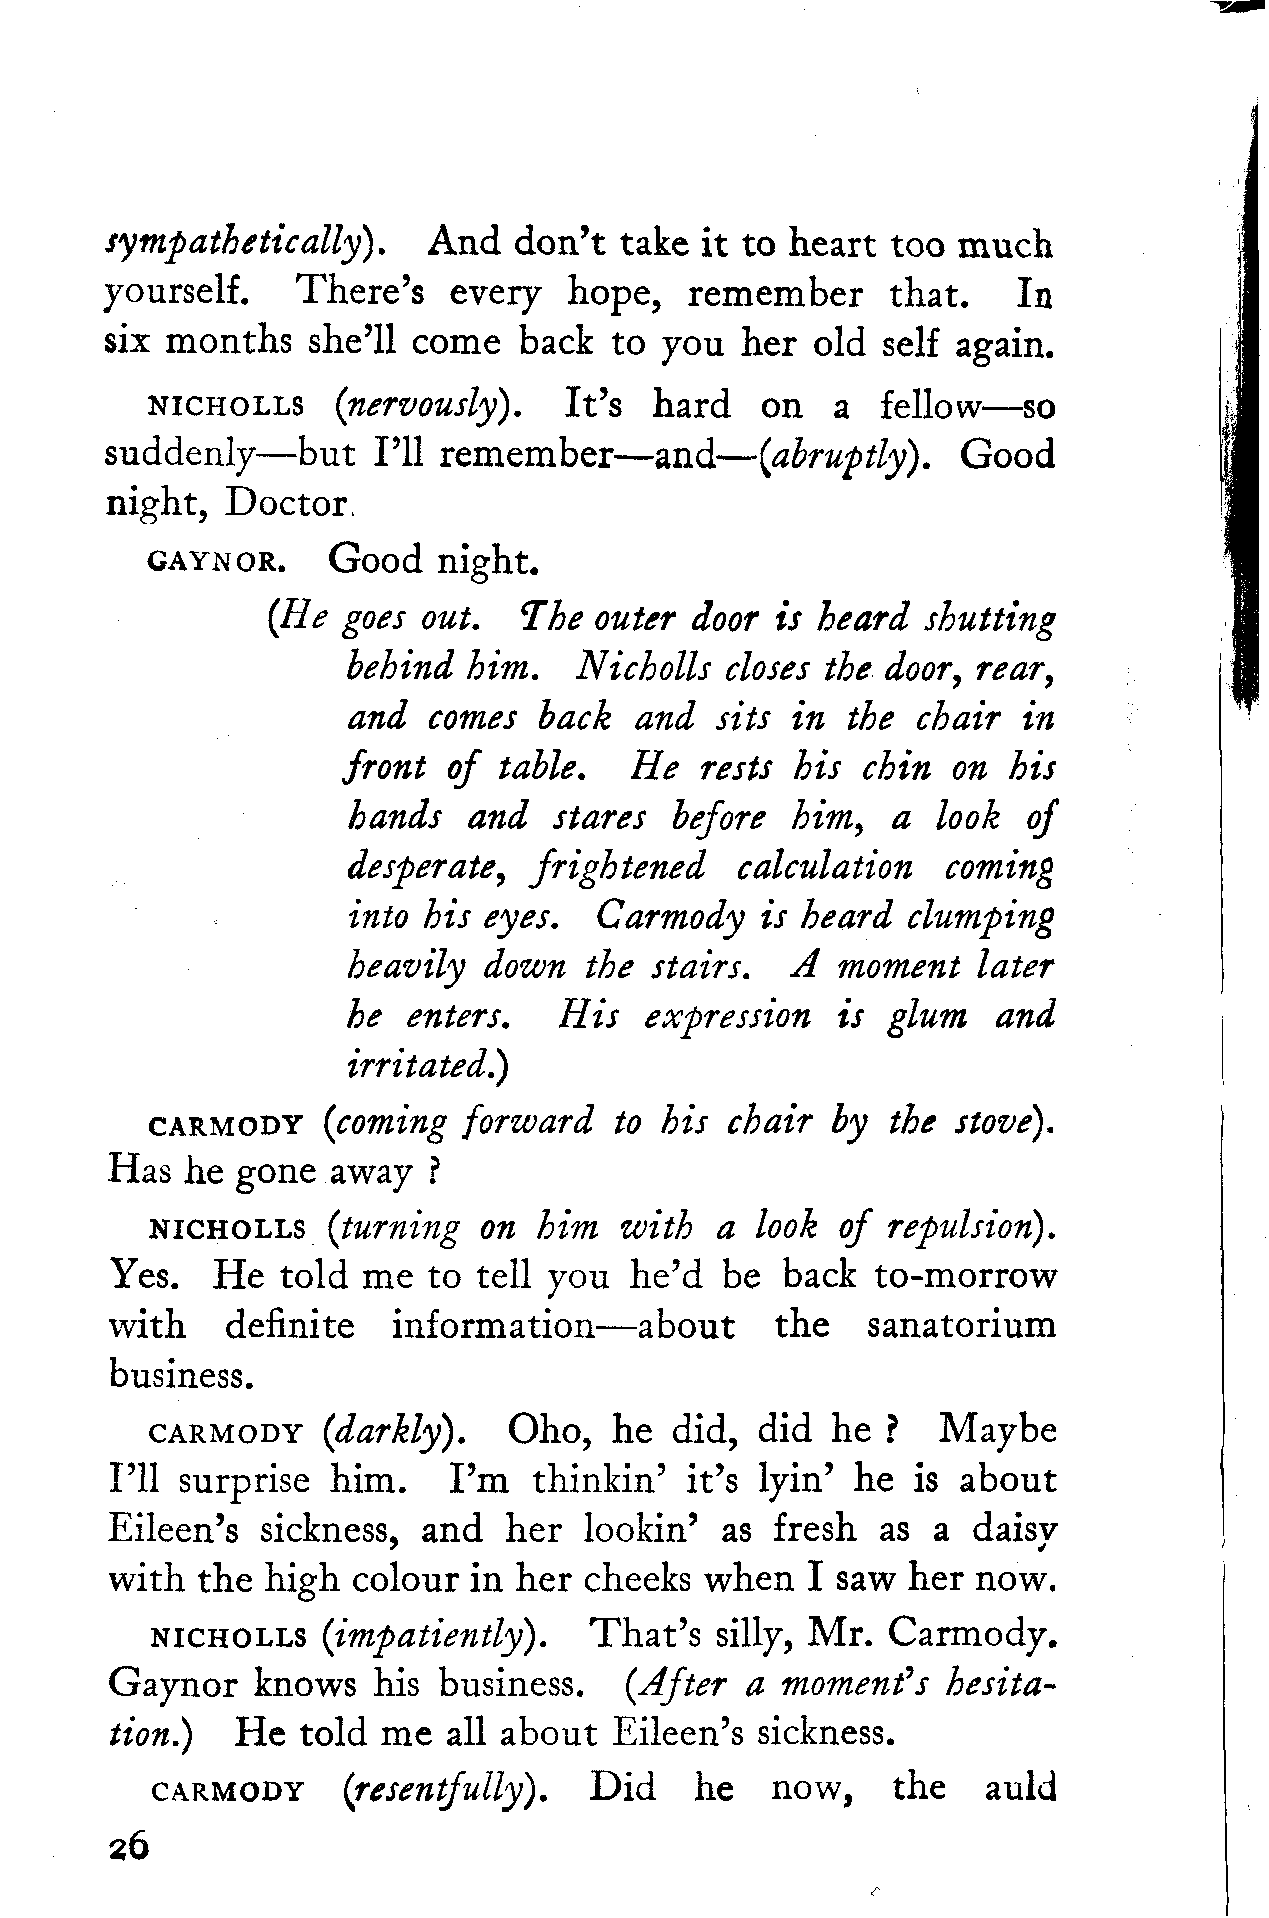 sympathetically). And don't take it to heart too much
yourself. There's every hope, remember that. In
six months she'll come back to you her old self again.
NICHOLLS (nervously). It's hard on a fellow—so
suddenly—but I'll remember—and—(abruptly). Good
night, Doctor.
GAYNOR. Good night.
(He goes out. The outer door is heard shutting
behind him. Nicholls closes the door, rear,
and comes back and sits in the chair in
front of table. He rests his chin on his
hands and stares before him, a look of
desperate, frightened calculation coming
into his eyes. Carmody is heard clumping
heavily down the stairs. A moment later
he enters. His expression is glum and
irritated.)
CARMODY (coming forward to his chair by the stove).
Has he gone away ?
NICHOLLS (turning on him with a look of repulsion).
Yes. He told me to tell you he'd be back to-morrow
with definite information—about the sanatorium
business.
CARMODY (darkly). Oho, he did, did he ? Maybe
I'll surprise him. I'm thinkin' it's lyin' he is about
Eileen's sickness, and her lookin' as fresh as a daisy
with the high colour in her cheeks when I saw her now.
NICHOLLS (impatiently). That's silly, Mr. Carmody.
Gaynor knows his business. (After a moment's hesita-
tion.) He told me all about Eileen's sickness.
CARMODY (resentfully). Did he now, the auld
26